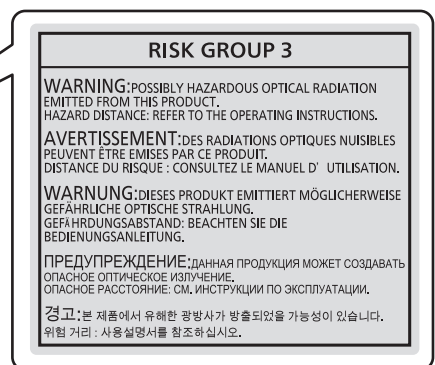 RISK GROUP 3
WARNING:POSSIBLY HAZARDOUS OPTICAL RADIATION
EMITTED FROM THIS PRODUCT.
HAZARD DISTANCE: REFER TO THE OPERATING INSTRUCTIONS.
AVERTISSEMENT:DES RADIATIONS OPTIQUES NUISIBLES
PEUVENT ÊTRE EMISES PAR CE PRODUIT.
DISTANCE DU RISQUE : CONSULTEZ LE MANUEL D' UTILISATION.
WARNUNG:DIESES PRODUKT EMITTIERT MÖGLICHERWEISE
GEFÄHRLICHE OPTISCHE STRAHLUNG.
GEFÄHRDUNGSABSTAND: BEACHTEN SIE DIE
BEDIENUNGSANLEITUNG.
ПРЕДУПРЕЖДЕНИЕ:ДАННАЯ ПРОДУКЦИЯ МОЖЕТ СОЗДАВАТЬ
ОПАСНОЕ ОПТИЧЕСКОЕ ИЗЛУЧЕНИЕ.
ОПАСНОЕ РАССТОЯНИЕ: СМ. ИНСТРУКЦИИ ПО ЭКСПЛУАТАЦИИ.
경고:본 제품에서 유해한 광방사가 방출되었을 가능성이 있습니다.
위험 거리 : 사용설명서를 참조하십시오.